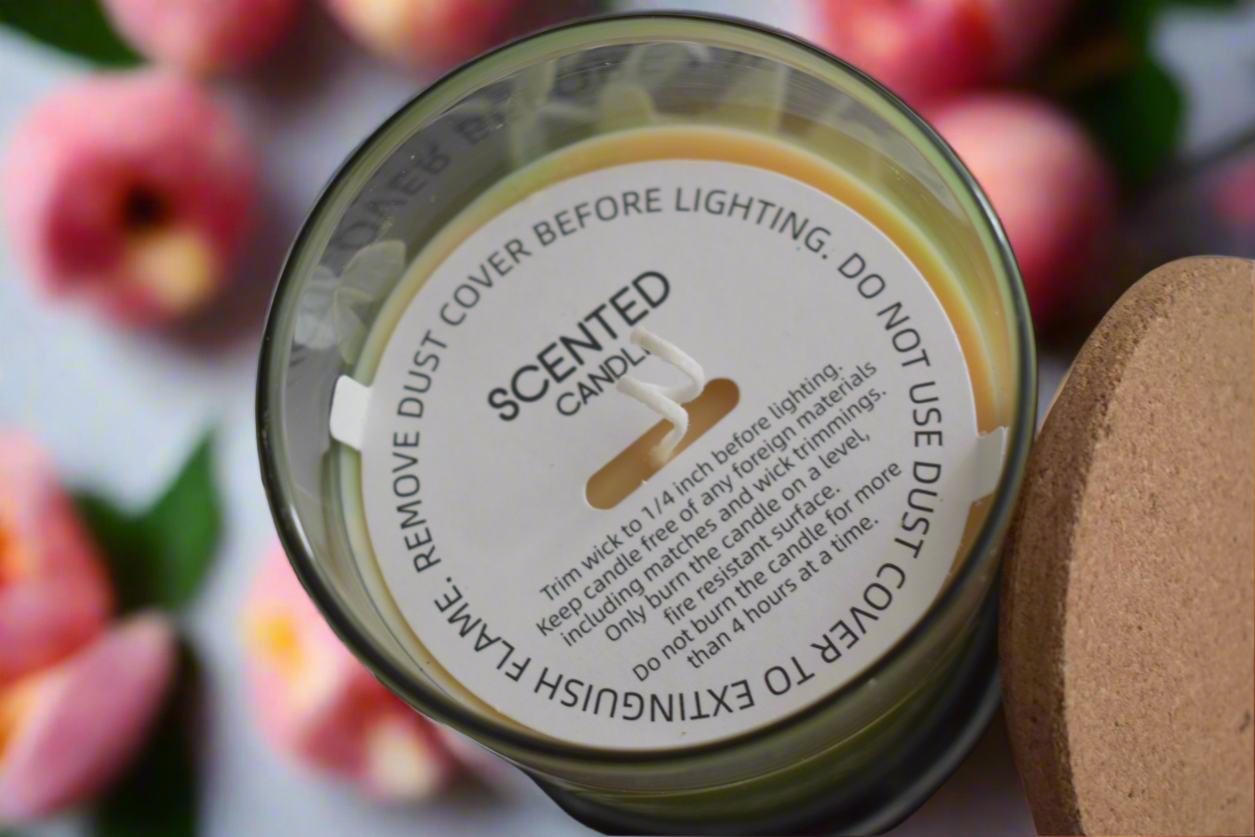 REMOVE DUST COVER BEFORE LIGHTING. DO NOT USE DUST COVER TO EXTINGUISH FLAME.
SCENTED
CANDLE
Trim wick to 1/4 inch before lighting.
Keep candle free of any foreign materials
including matches and wick trimmings.
Only burn the candle on a level,
fire resistant surface.
Do not burn the candle for more
than 4 hours at a time.